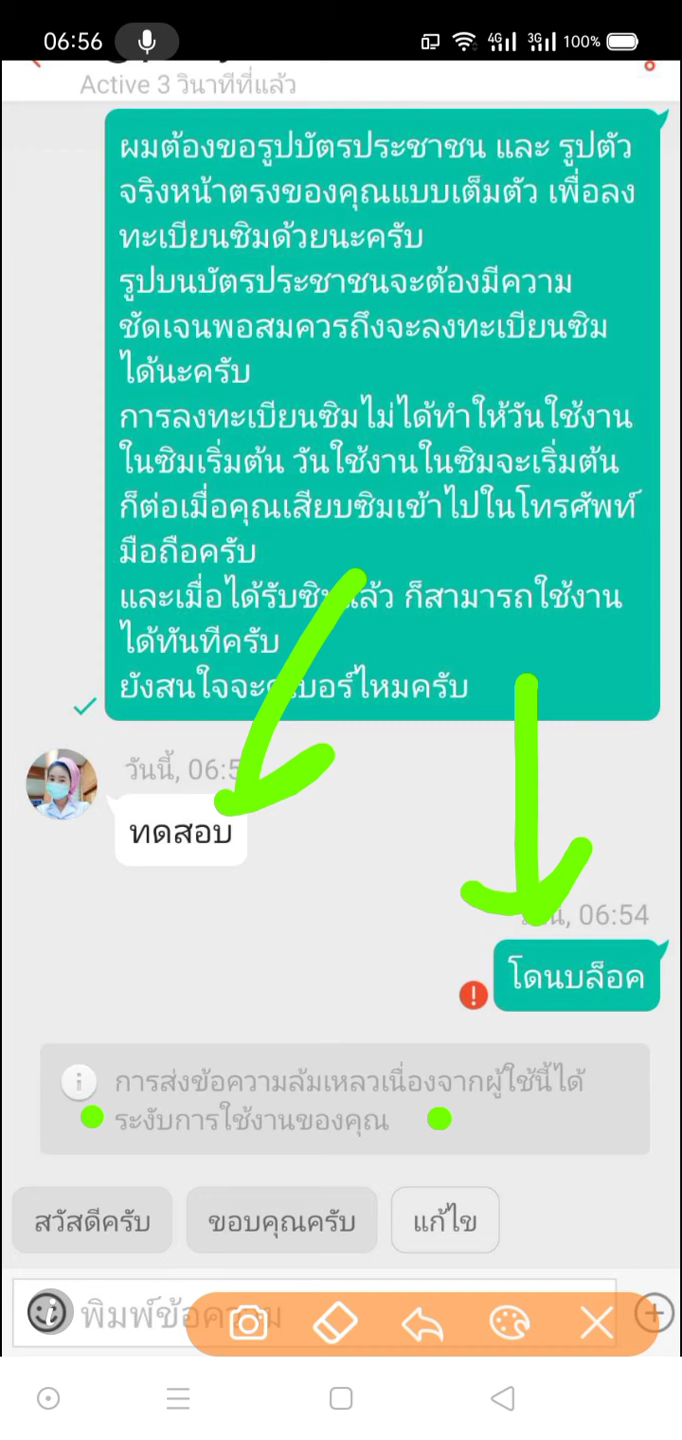 06:56
4G 3G 100%
Active 3 วินาทีที่แล้ว
ผมต้องขอรูปบัตรประชาชน และ รูปตัว
จริงหน้าตรงของคุณแบบเต็มตัว เพื่อลง
ทะเบียนซิมด้วยนะครับ
รูปบนบัตรประชาชนจะต้องมีความ
ชัดเจนพอสมควรถึงจะลงทะเบียนซิม
ได้นะครับ
การลงทะเบียนซิมไม่ได้ทำให้วันใช้งาน
ในซิมเริ่มต้น วันใช้งานในซิมจะเริ่มต้น
ก็ต่อเมื่อคุณเสียบซิมเข้าไปในโทรศัพท์
มือถือครับ
และเมื่อได้รับซิมแล้ว ก็สามารถใช้งาน
ได้ทันทีครับ
ยังสนใจจะดูเบอร์ไหมครับ
วันนี้, 06:5
ทดสอบ
วันนี้, 06:54
โดนบล็อค
การส่งข้อความล้มเหลวเนื่องจากผู้ใช้นี้ได้
ระงับการใช้งานของคุณ
สวัสดีครับ ขอบคุณครับ แก้ไข
พิมพ์ข้อความ